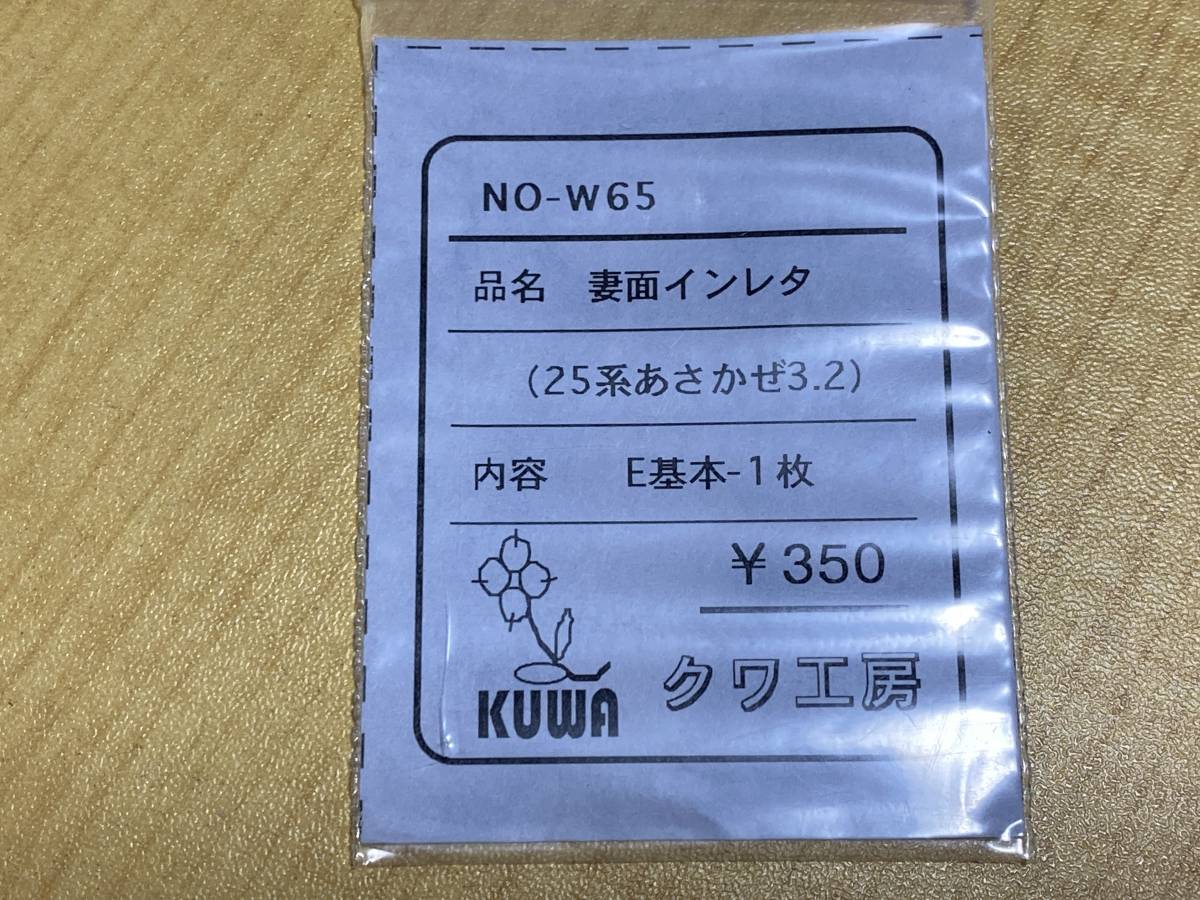 NO-W65
品名　妻面インレタ
（25系あさかぜ3.2）
内容　E基本-1枚
￥350
KUWA クワ工房